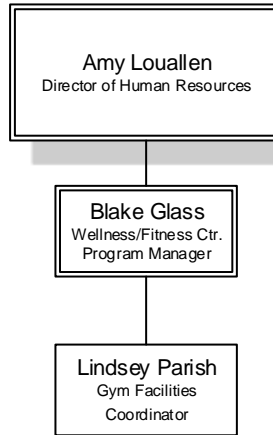 Amy Louallen
Director of Human Resources
Blake Glass
Wellness/Fitness Ctr.
Program Manager
Lindsey Parish
Gym Facilities
Coordinator